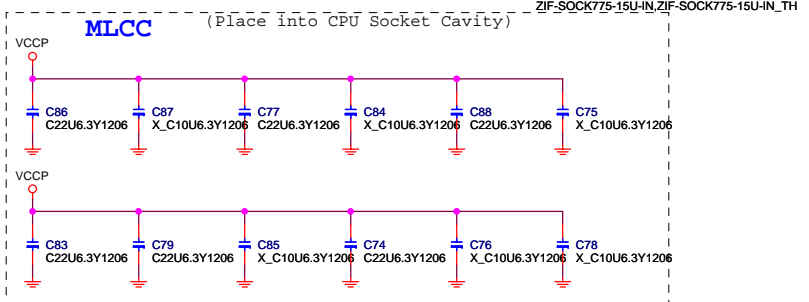 ZIF-SOCK775-15U-IN,ZIF-SOCK775-15U-IN_TH
MLCC (Place into CPU Socket Cavity)
VCCP
C86 C87 C77 C84 C88 C75
C22U6.3Y1206 X_C10U6.3Y1206 C22U6.3Y1206 X_C10U6.3Y1206 C22U6.3Y1206 X_C10U6.3Y1206
VCCP
C83 C79 C85 C74 C76 C78
C22U6.3Y1206 C22U6.3Y1206 X_C10U6.3Y1206 C22U6.3Y1206 X_C10U6.3Y1206 X_C10U6.3Y1206